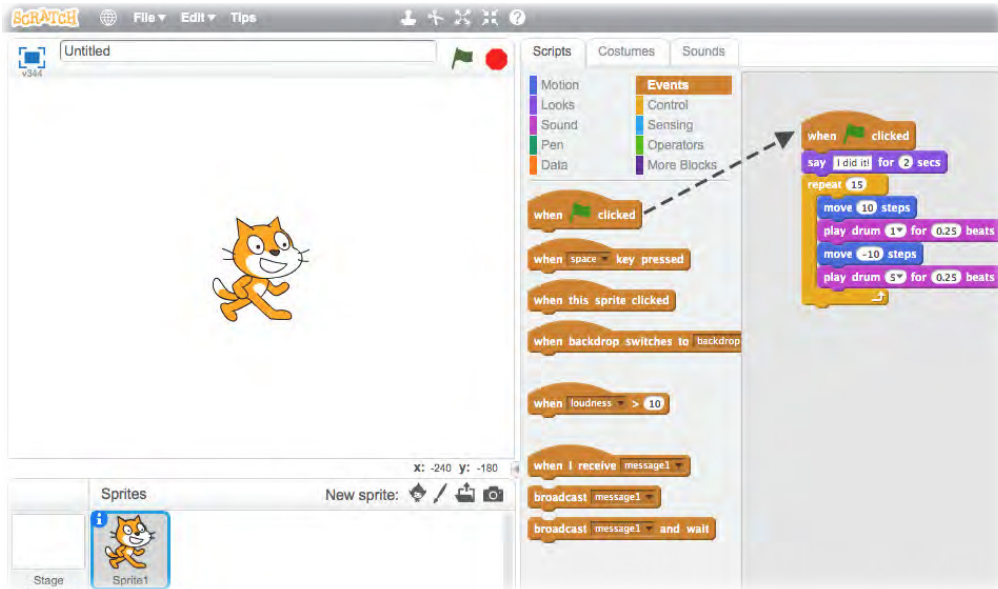 SCRATCH File Edit Tips
Untitled
v344
Scripts Costumes Sounds
Motion Events
Looks Control
Sound Sensing
Pen Operators
Data More Blocks
when clicked
when space key pressed
when this sprite clicked
when backdrop switches to backdrop
when loudness > 10
when I receive message1
broadcast message1
broadcast message1 and wait
when clicked
say I did it! for 2 secs
repeat 15
move 10 steps
play drum 1 for 0.25 beats
move -10 steps
play drum 5 for 0.25 beats
x: -240 y: -180
Sprites New sprite:
Stage Sprite1